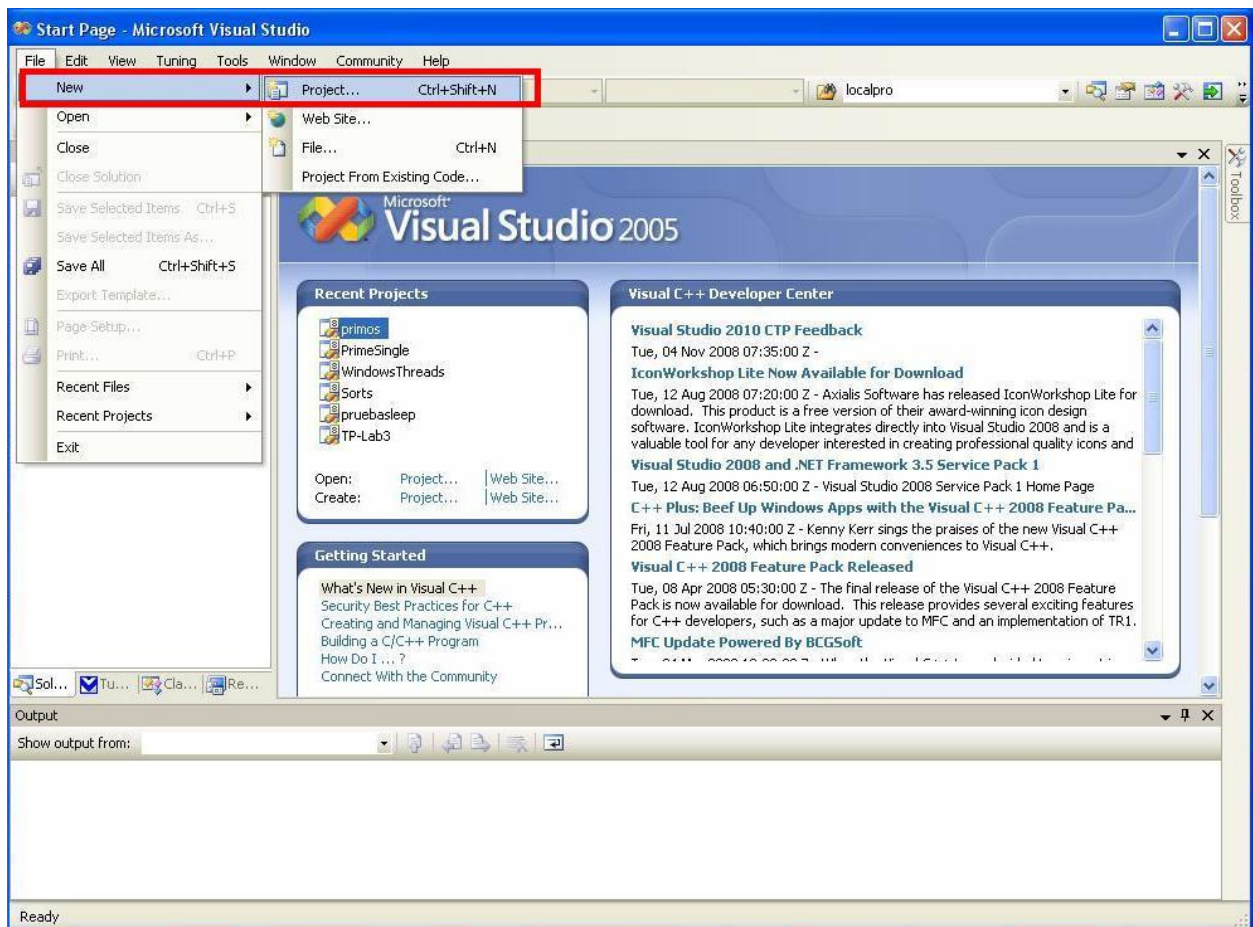 Start Page - Microsoft Visual Studio
File Edit View Tuning Tools Window Community Help
New
Project... Ctrl+Shift+N
localpro
Open
Web Site...
Close
File... Ctrl+N
Close Solution
Project From Existing Code...
Save Selected Items Ctrl+S
Save Selected Items As...
Save All Ctrl+Shift+S
Export Template...
Page Setup...
Print... Ctrl+P
Recent Files
Recent Projects
Exit
Toolbox
Microsoft
Visual Studio 2005
Recent Projects
primos
PrimeSingle
WindowsThreads
Sorts
pruebasleep
TP-Lab3
Open: Project... Web Site...
Create: Project... Web Site...
Getting Started
What's New in Visual C++
Security Best Practices for C++
Creating and Managing Visual C++ Pr...
Building a C/C++ Program
How Do I ... ?
Connect With the Community
Visual C++ Developer Center
Visual Studio 2010 CTP Feedback
Tue, 04 Nov 2008 07:35:00 Z -
IconWorkshop Lite Now Available for Download
Tue, 12 Aug 2008 07:20:00 Z - Axialis Software has released IconWorkshop Lite for
download. This product is a free version of their award-winning icon design
software. IconWorkshop Lite integrates directly into Visual Studio 2008 and is a
valuable tool for any developer interested in creating professional quality icons and
Visual Studio 2008 and .NET Framework 3.5 Service Pack 1
Tue, 12 Aug 2008 06:50:00 Z - Visual Studio 2008 Service Pack 1 Home Page
C++ Plus: Beef Up Windows Apps with the Visual C++ 2008 Feature Pa...
Fri, 11 Jul 2008 10:40:00 Z - Kenny Kerr sings the praises of the new Visual C++
2008 Feature Pack, which brings modern conveniences to Visual C++.
Visual C++ 2008 Feature Pack Released
Tue, 08 Apr 2008 05:30:00 Z - The final release of the Visual C++ 2008 Feature
Pack is now available for download. This release provides several exciting features
for C++ developers, such as a major update to MFC and an implementation of TR1.
MFC Update Powered By BCGSoft
Sol... Tu... Cla... Re...
Output
Show output from:
Ready